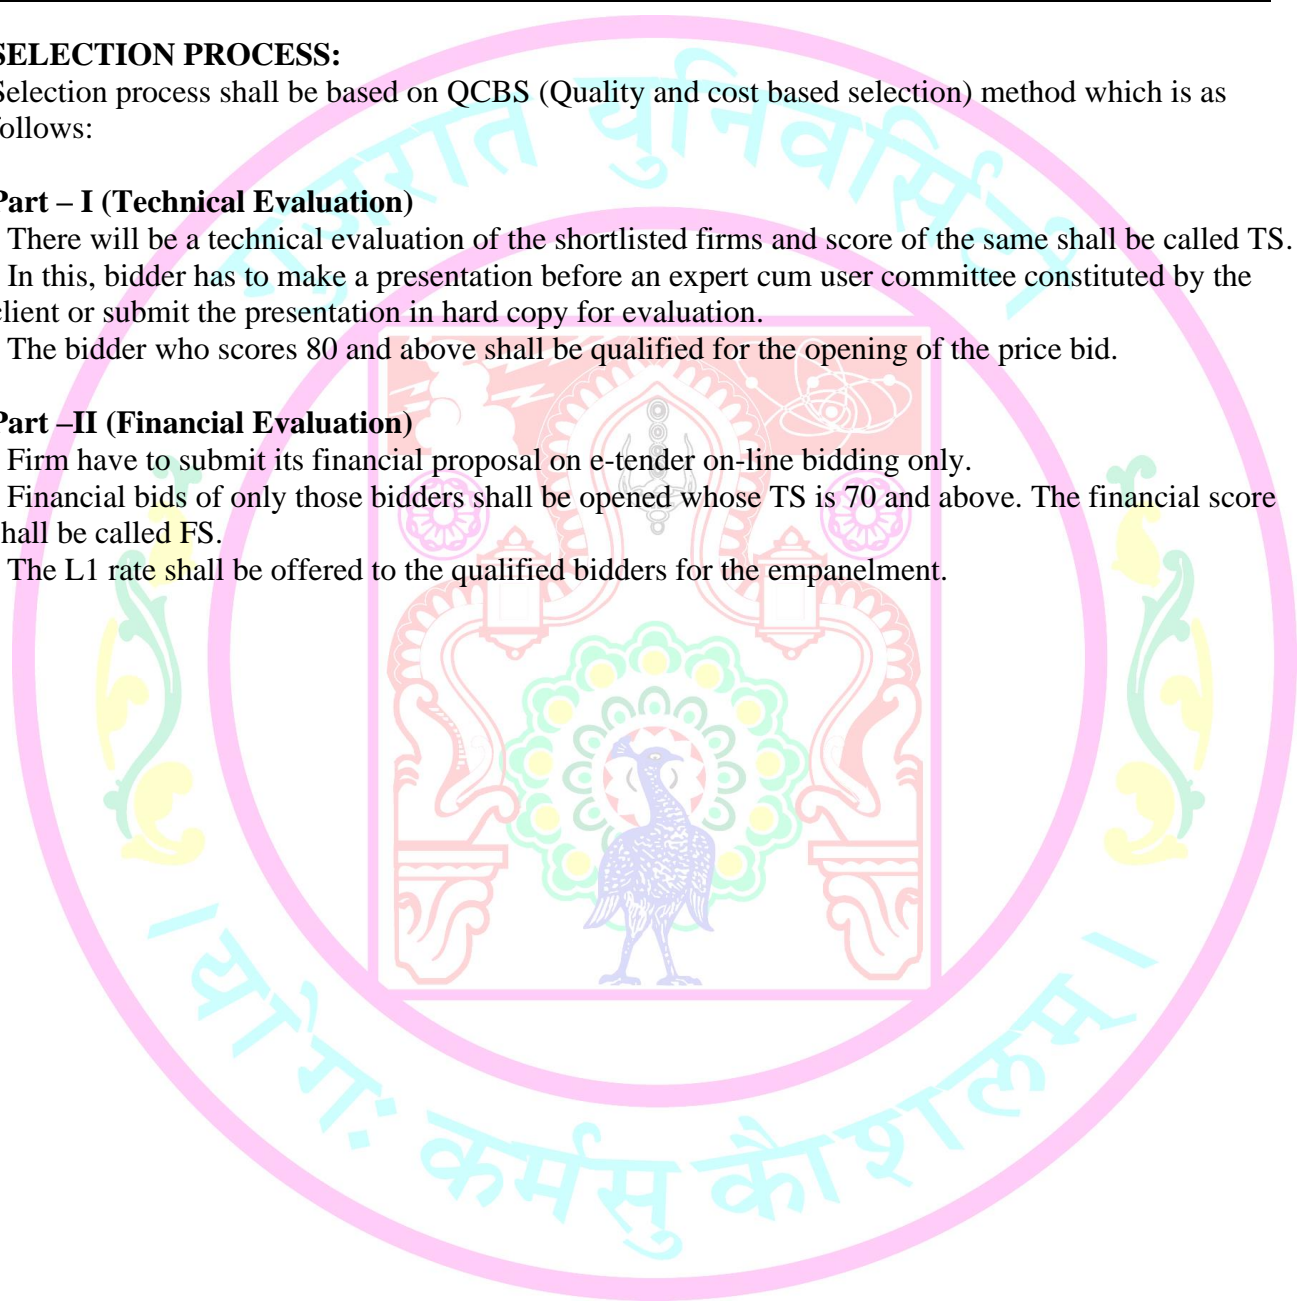 गुजरात युनिवर्सिटी
SELECTION PROCESS:
Selection process shall be based on QCBS (Quality and cost based selection) method which is as
follows:
Part – I (Technical Evaluation)
There will be a technical evaluation of the shortlisted firms and score of the same shall be called TS.
In this, bidder has to make a presentation before an expert cum user committee constituted by the
client or submit the presentation in hard copy for evaluation.
The bidder who scores 80 and above shall be qualified for the opening of the price bid.
Part –II (Financial Evaluation)
Firm have to submit its financial proposal on e-tender on-line bidding only.
Financial bids of only those bidders shall be opened whose TS is 70 and above. The financial score
shall be called FS.
The L1 rate shall be offered to the qualified bidders for the empanelment.
। योगः कर्मसु कौशलम् ।